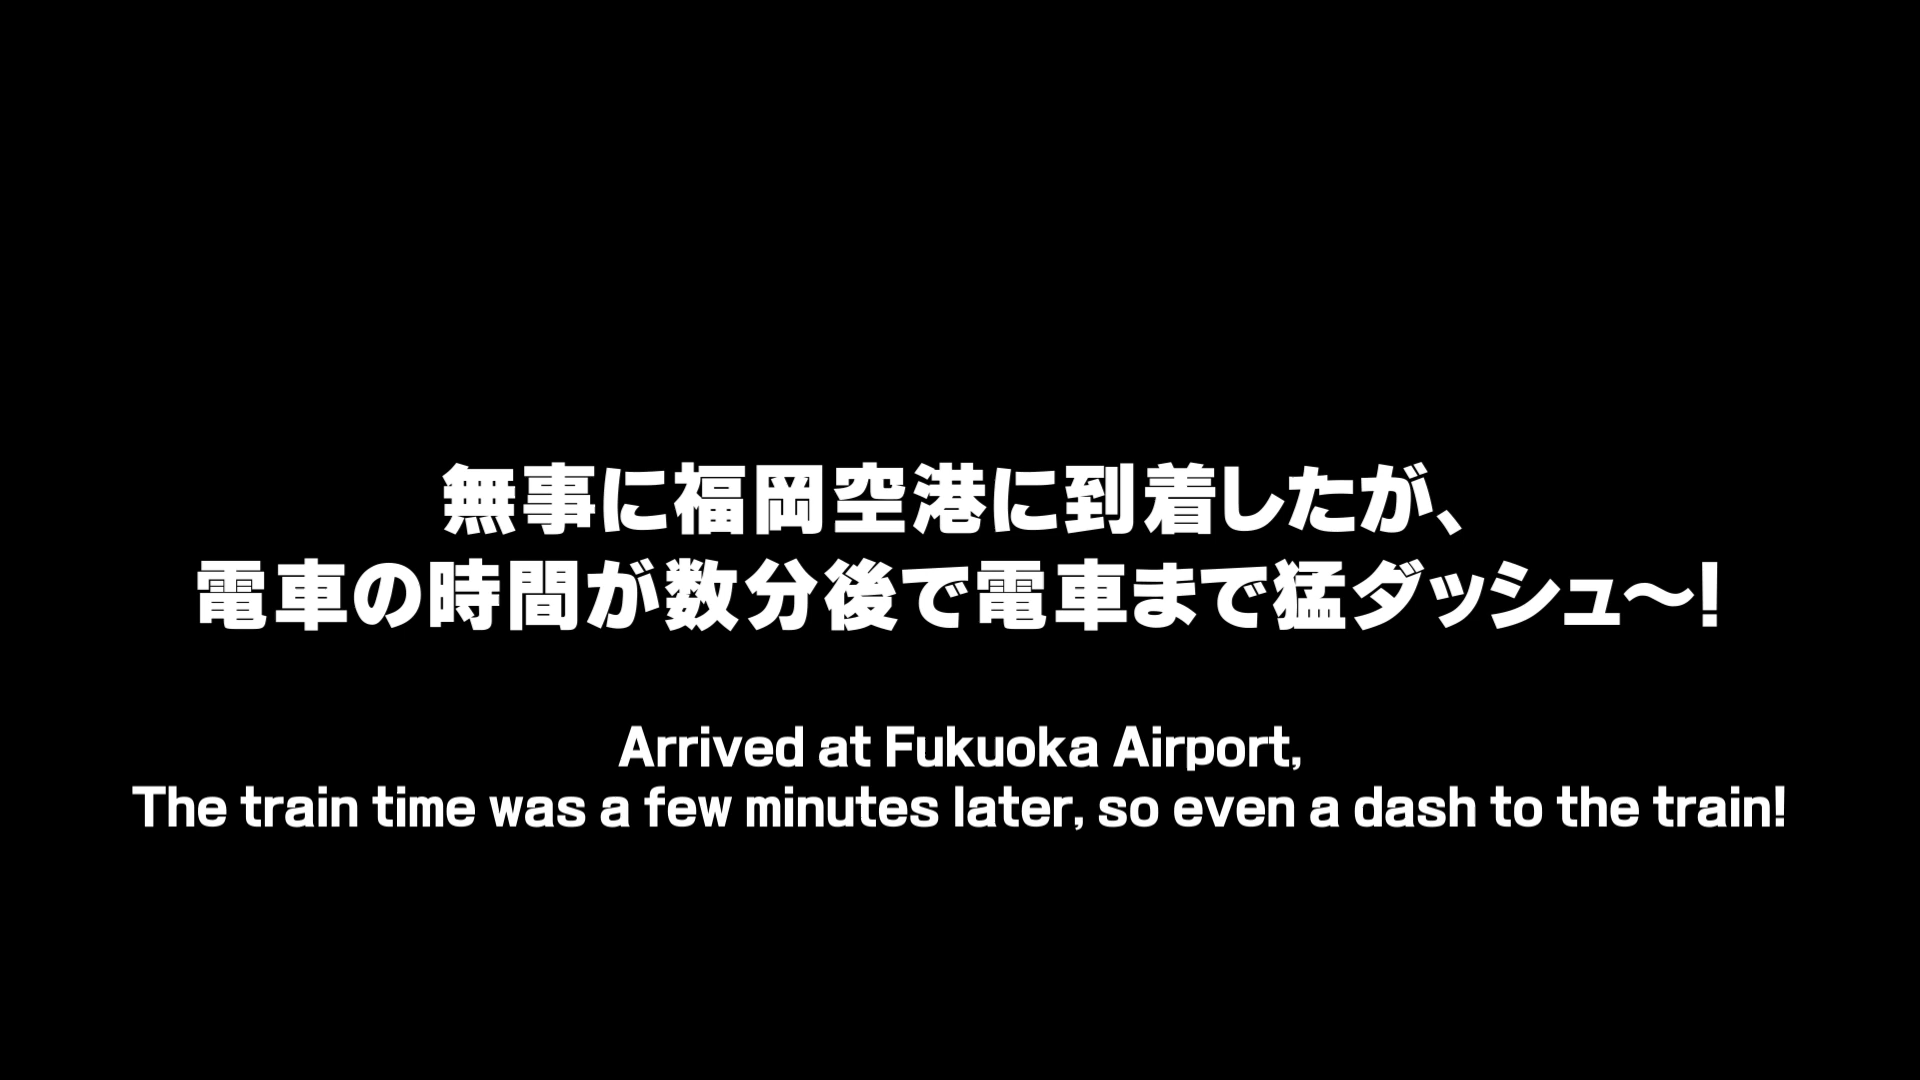 無事に福岡空港に到着したが、
電車の時間が数分後で電車まで猛ダッシュ〜!
Arrived at Fukuoka Airport,
The train time was a few minutes later, so even a dash to the train!